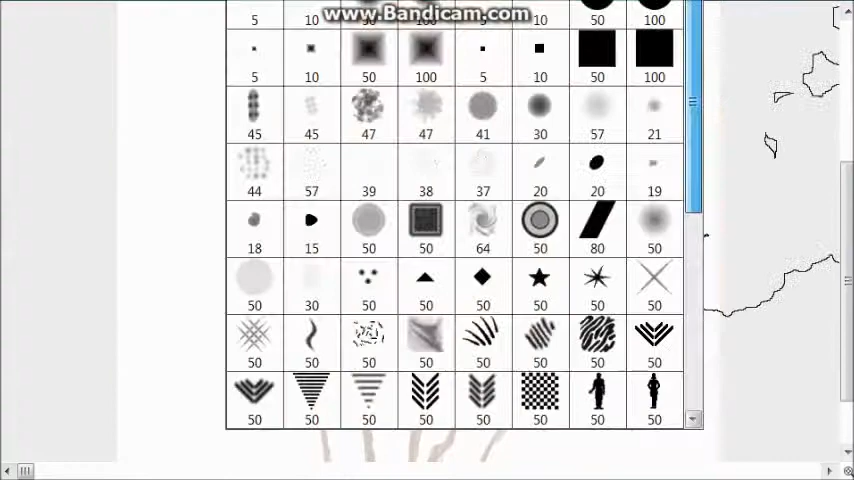 www.Bandicam.com
5 10 50 100 5 10 50 100
5 10 50 100 5 10 50 100
45 45 47 47 41 30 57 21
44 57 39 38 37 20 20 19
18 15 50 50 64 50 80 50
50 30 50 50 50 50 50 50
50 50 50 50 50 50 50 50
50 50 50 50 50 50 50 50